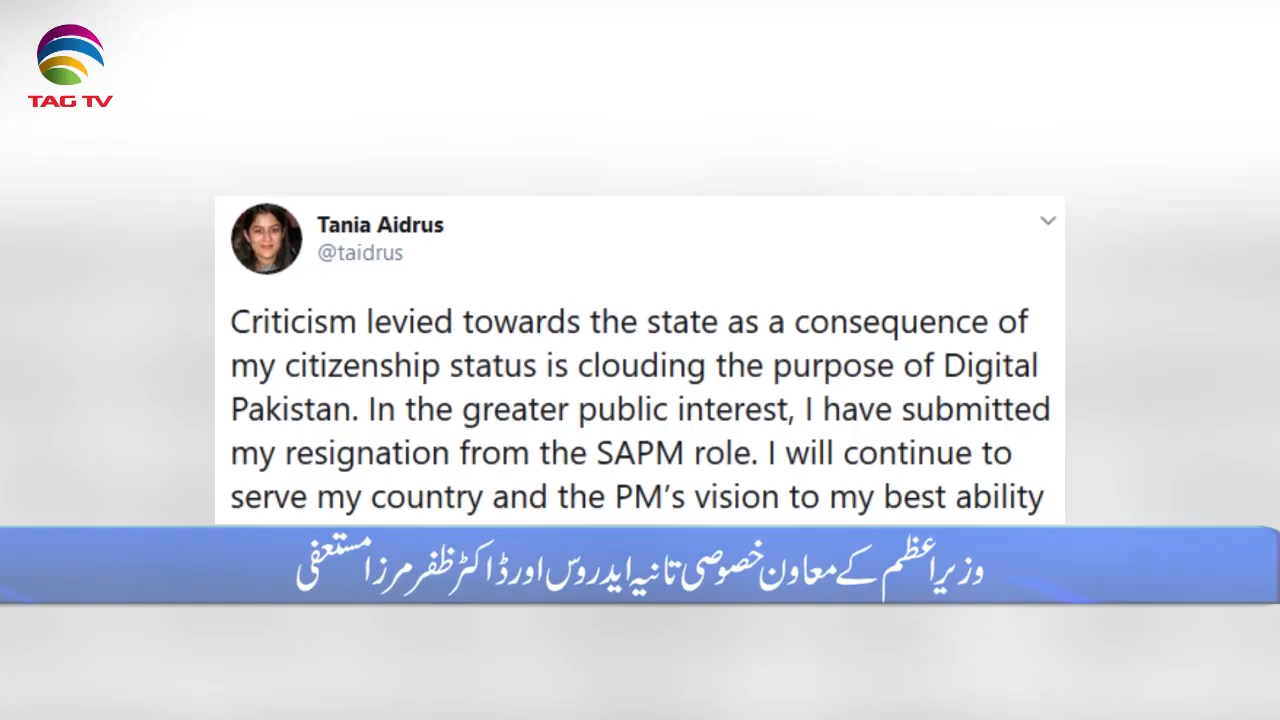 TAG TV
Tania Aidrus
@taidrus
Criticism levied towards the state as a consequence of
my citizenship status is clouding the purpose of Digital
Pakistan. In the greater public interest, I have submitted
my resignation from the SAPM role. I will continue to
serve my country and the PM’s vision to my best ability
وزیراعظم کے معاون خصوصی تانیہ ایدروس اور ڈاکٹر ظفر مرزا مستعفی